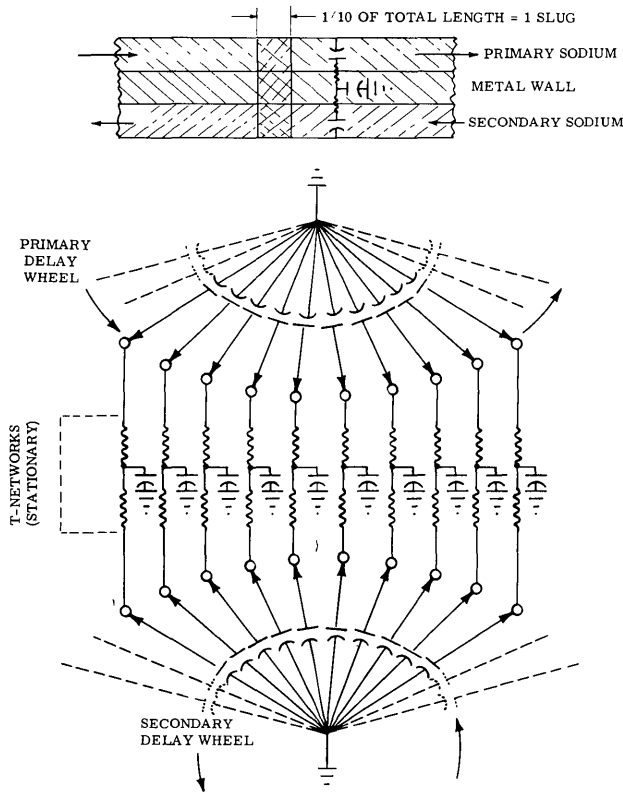 1/10 OF TOTAL LENGTH = 1 SLUG
PRIMARY SODIUM
METAL WALL
SECONDARY SODIUM
PRIMARY
DELAY
WHEEL
T-NETWORKS
(STATIONARY)
SECONDARY
DELAY WHEEL